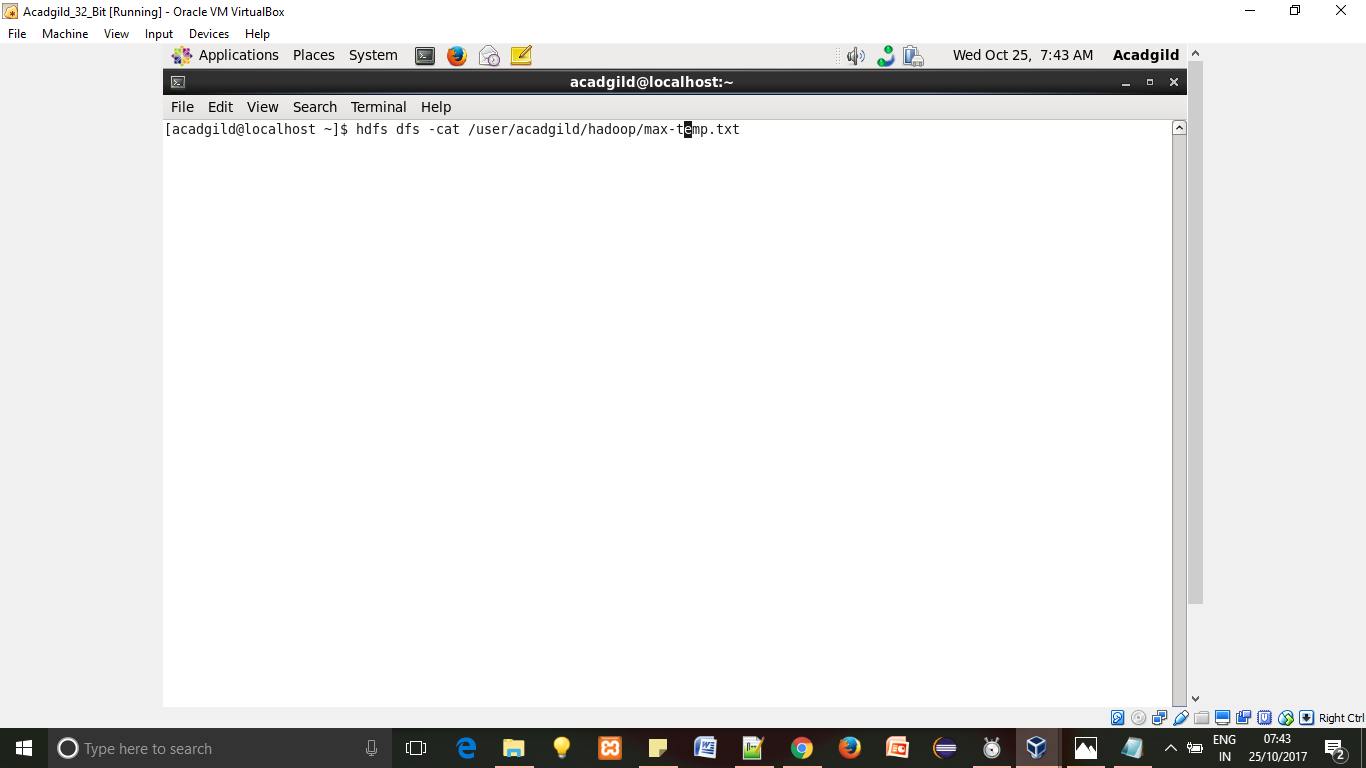 Acadgild_32_Bit [Running] - Oracle VM VirtualBox
File Machine View Input Devices Help
Applications Places System Wed Oct 25, 7:43 AM Acadgild
acadgild@localhost:~
File Edit View Search Terminal Help
[acadgild@localhost ~]$ hdfs dfs -cat /user/acadgild/hadoop/max-temp.txt
Right Ctrl
Type here to search
ENG
IN
07:43
25/10/2017
2